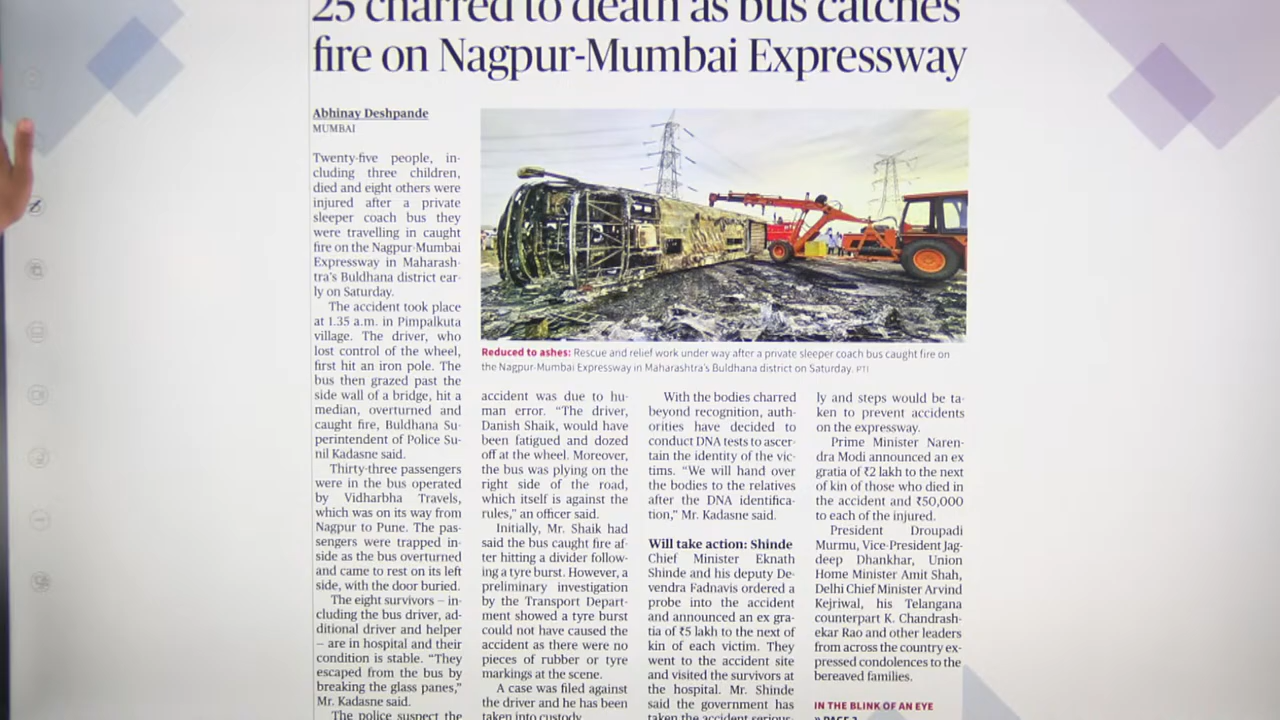 25 charred to death as bus catches
fire on Nagpur-Mumbai Expressway
Abhinay Deshpande
MUMBAI
Twenty-five people, in-
cluding three children,
died and eight others were
injured after a private
sleeper coach bus they
were travelling in caught
fire on the Nagpur-Mumbai
Expressway in Maharash-
tra's Buldhana district ear-
ly on Saturday.
The accident took place
at 1.35 a.m. in Pimpalkuta
village. The driver, who
lost control of the wheel,
first hit an iron pole. The
bus then grazed past the
side wall of a bridge, hit a
median, overturned and
caught fire, Buldhana Su-
perintendent of Police Su-
nil Kadasne said.
Thirty-three passengers
were in the bus operated
by Vidharbha Travels,
which was on its way from
Nagpur to Pune. The pas-
sengers were trapped in-
side as the bus overturned
and came to rest on its left
side, with the door buried.
The eight survivors – in-
cluding the bus driver, ad-
ditional driver and helper
– are in hospital and their
condition is stable. “They
escaped from the bus by
breaking the glass panes,”
Mr. Kadasne said.
The police suspect the
Reduced to ashes: Rescue and relief work under way after a private sleeper coach bus caught fire on
the Nagpur-Mumbai Expressway in Maharashtra's Buldhana district on Saturday. PTI
accident was due to hu-
man error. “The driver,
Danish Shaik, would have
been fatigued and dozed
off at the wheel. Moreover,
the bus was plying on the
right side of the road,
which itself is against the
rules,” an officer said.
Initially, Mr. Shaik had
said the bus caught fire af-
ter hitting a divider follow-
ing a tyre burst. However, a
preliminary investigation
by the Transport Depart-
ment showed a tyre burst
could not have caused the
accident as there were no
pieces of rubber or tyre
markings at the scene.
A case was filed against
the driver and he has been
taken into custody.
With the bodies charred
beyond recognition, auth-
orities have decided to
conduct DNA tests to ascer-
tain the identity of the vic-
tims. “We will hand over
the bodies to the relatives
after the DNA identifica-
tion,” Mr. Kadasne said.
Will take action: Shinde
Chief Minister Eknath
Shinde and his deputy De-
vendra Fadnavis ordered a
probe into the accident
and announced an ex gra-
tia of ₹5 lakh to the next of
kin of each victim. They
went to the accident site
and visited the survivors at
the hospital. Mr. Shinde
said the government has
taken the accident serious-
ly and steps would be ta-
ken to prevent accidents
on the expressway.
Prime Minister Naren-
dra Modi announced an ex
gratia of ₹2 lakh to the next
of kin of those who died in
the accident and ₹50,000
to each of the injured.
President Droupadi
Murmu, Vice-President Jag-
deep Dhankhar, Union
Home Minister Amit Shah,
Delhi Chief Minister Arvind
Kejriwal, his Telangana
counterpart K. Chandrash-
ekar Rao and other leaders
from across the country ex-
pressed condolences to the
bereaved families.
IN THE BLINK OF AN EYE
» PAGE 3